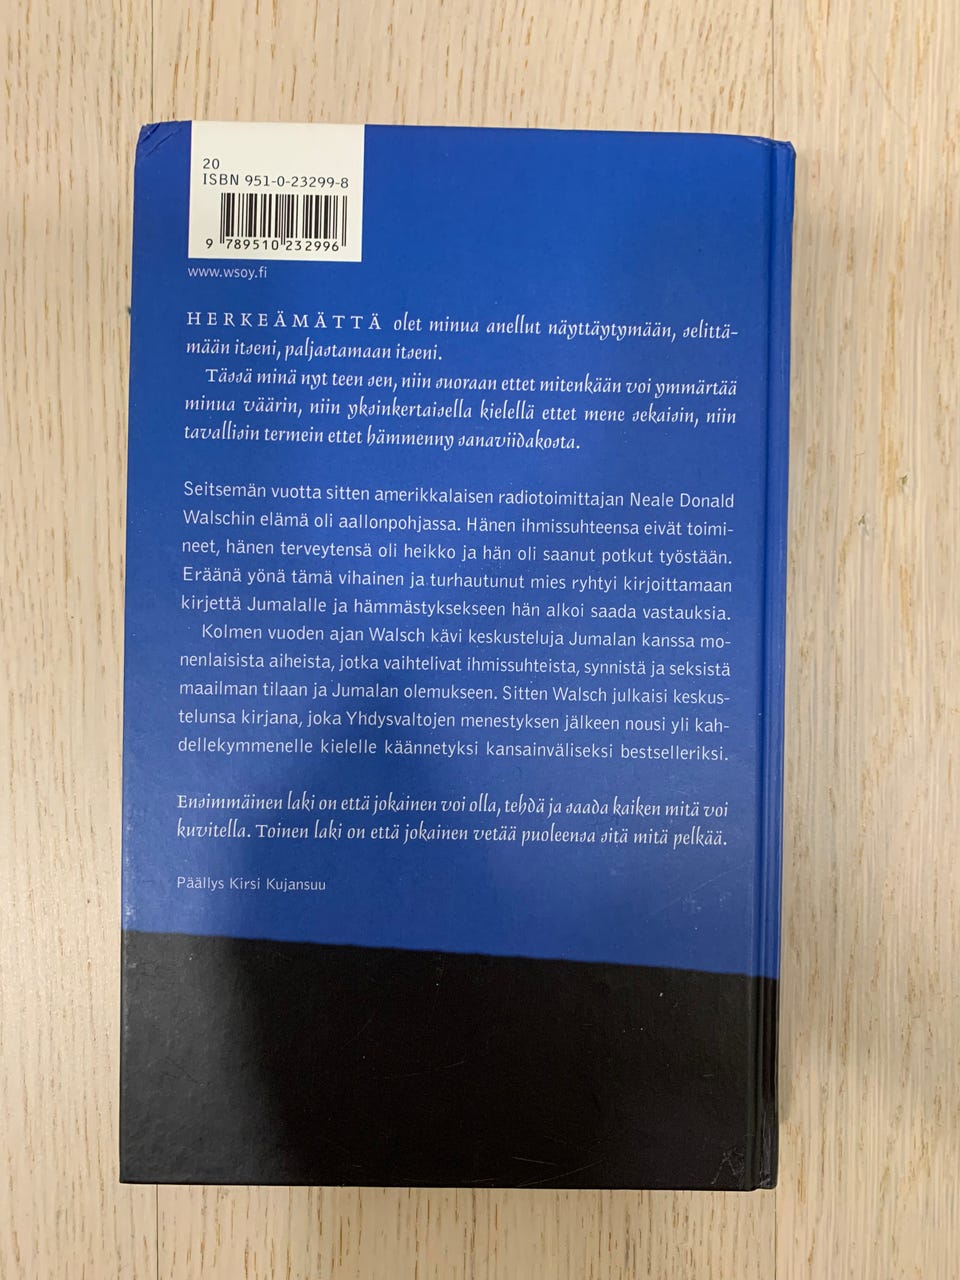 20
ISBN 951-0-23299-8
9 789510 232996
www.wsoy.fi
HERKEÄMÄTTÄ olet minua anellut näyttäytymään, selittä-
mään itseni, paljastamaan itseni.
Tässä minä nyt teen sen, niin suoraan ettet mitenkään voi ymmärtää
minua väärin, niin yksinkertaisella kielellä ettet mene sekaisin, niin
tavallisin termein ettet hämmenny sanaviidakosta.
Seitsemän vuotta sitten amerikkalaisen radiotoimittajan Neale Donald
Walschin elämä oli aallonpohjassa. Hänen ihmissuhteensa eivät toimi-
neet, hänen terveytensä oli heikko ja hän oli saanut potkut työstään.
Eräänä yönä tämä vihainen ja turhautunut mies ryhtyi kirjoittamaan
kirjettä Jumalalle ja hämmästyksekseen hän alkoi saada vastauksia.
Kolmen vuoden ajan Walsch kävi keskusteluja Jumalan kanssa mo-
nenlaisista aiheista, jotka vaihtelivat ihmissuhteista, synnistä ja seksistä
maailman tilaan ja Jumalan olemukseen. Sitten Walsch julkaisi keskus-
telunsa kirjana, joka Yhdysvaltojen menestyksen jälkeen nousi yli kah-
dellekymmenelle kielelle käännetyksi kansainväliseksi bestselleriksi.
Ensimmäinen laki on että jokainen voi olla, tehdä ja saada kaiken mitä voi
kuvitella. Toinen laki on että jokainen vetää puoleensa sitä mitä pelkää.
Päällys Kirsi Kujansuu